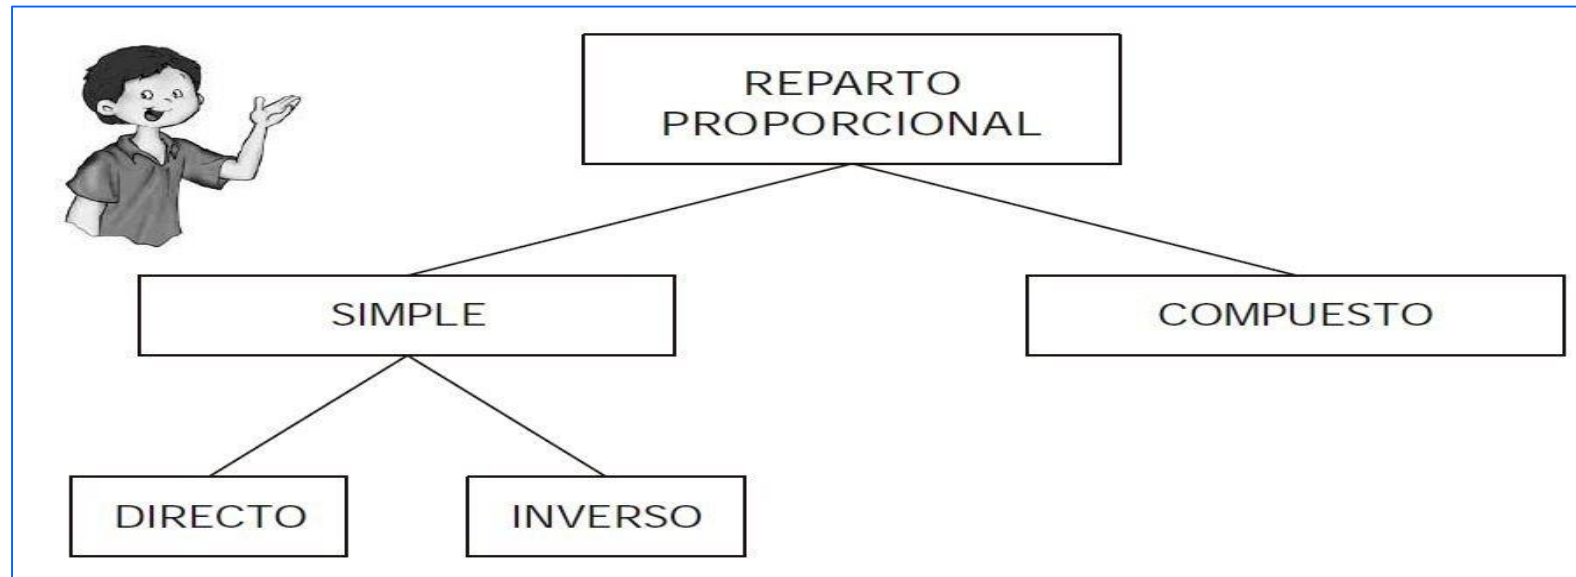 REPARTO
PROPORCIONAL
SIMPLE
COMPUESTO
DIRECTO
INVERSO